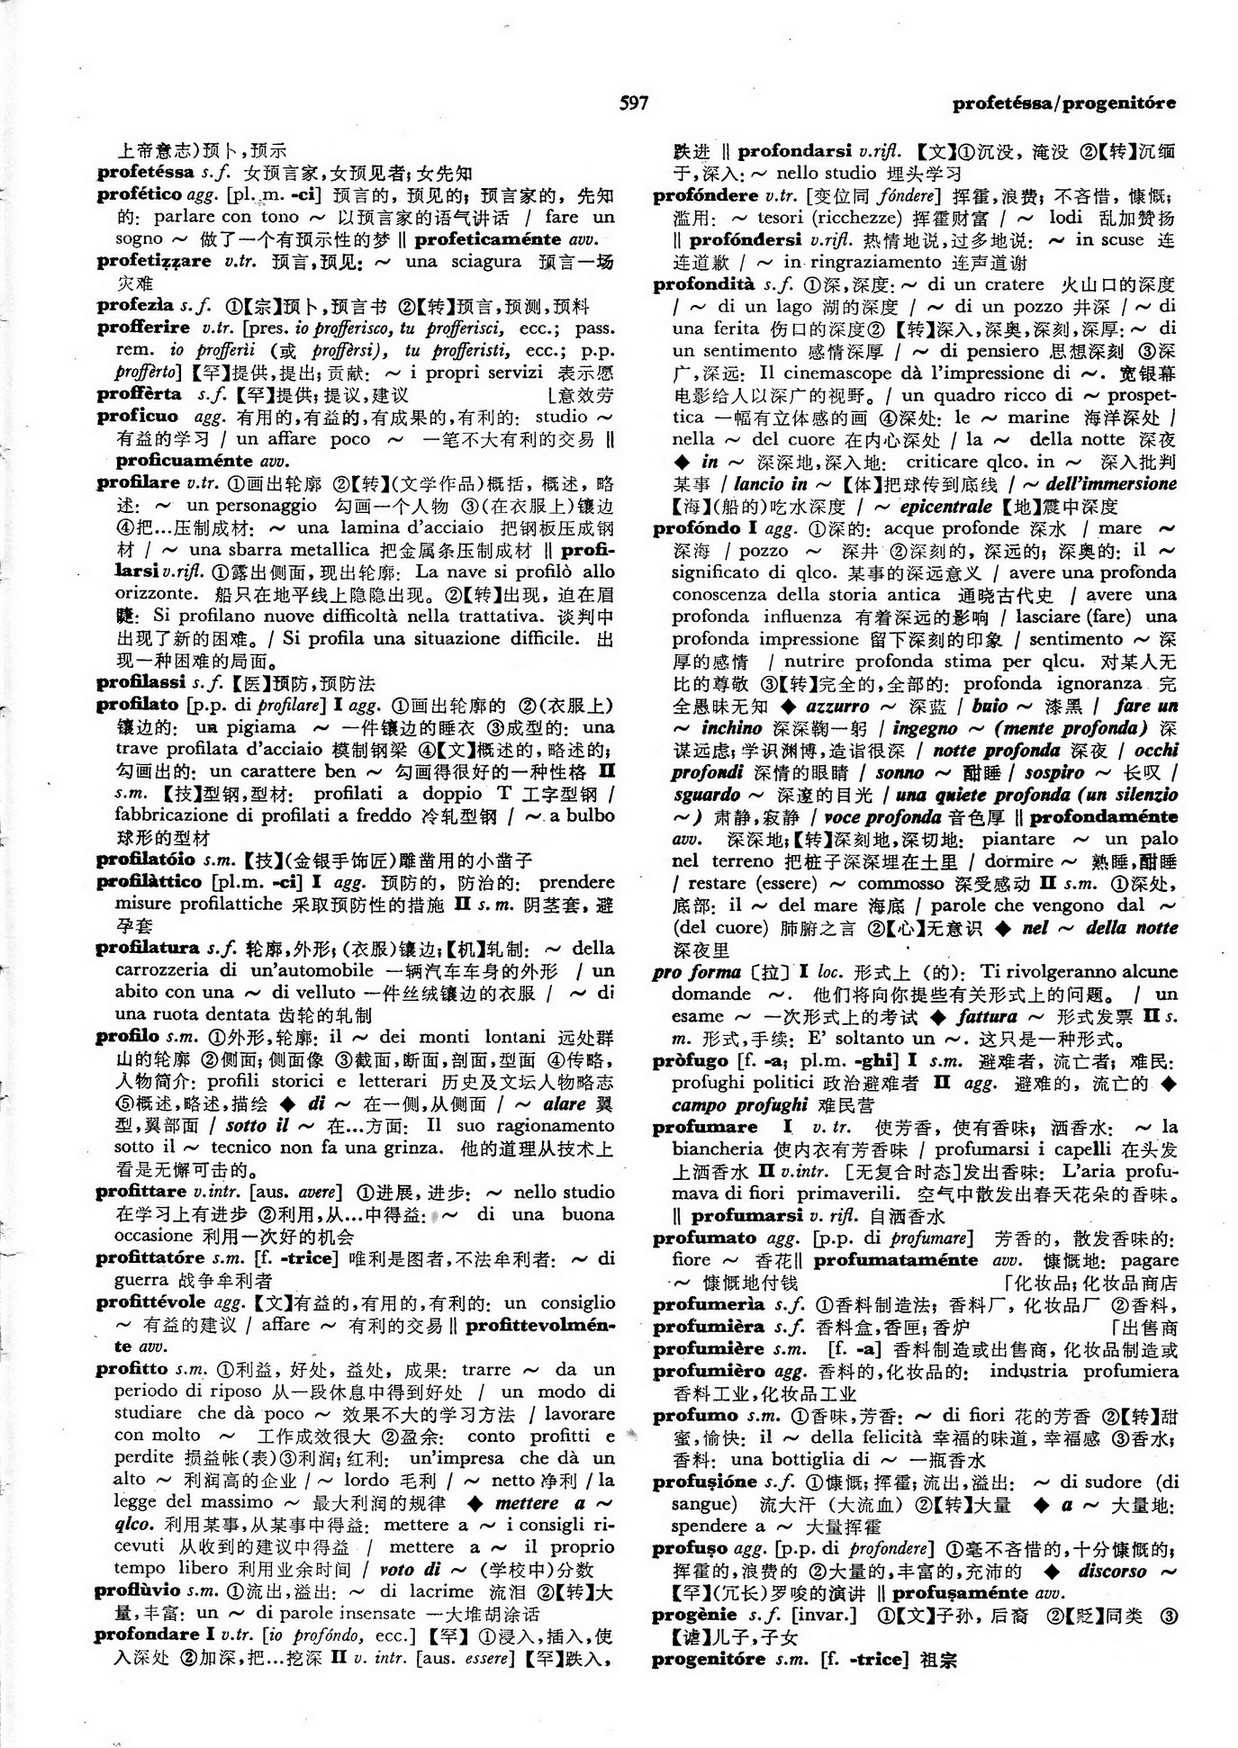 597
profetéssa/progenitóre
上帝意志)预卜,预示
profetéssa s.f. 女预言家,女预见者;女先知
profético agg. [pl. m. -ci] 预言的, 预见的; 预言家的, 先知
的: parlare con tono ～ 以预言家的语气讲话 / fare un
sogno ～ 做了一个有预示性的梦 ‖ profeticaménte avv.
profetiẓẓare v.tr. 预言,预见: ～ una sciagura 预言一场
灾难
profezìa s.f. ①【宗】预卜,预言书 ②【转】预言,预测,预料
profferire v.tr. [pres. io profferisco, tu profferisci, ecc.; pass.
rem. io profferii (或 proffèrsi), tu profferisti, ecc.; p.p.
proffèrto] 【罕】提供,提出;贡献: ～ i propri servizi 表示愿
proffèrta s.f. 【罕】提供;提议,建议 ⌊意效劳
proficuo agg. 有用的,有益的,有成果的,有利的: studio ～
有益的学习 / un affare poco ～ 一笔不大有利的交易 ‖
proficuaménte avv.
profilare v.tr. ①画出轮廓 ②【转】(文学作品)概括, 概述, 略
述: ～ un personaggio 勾画一个人物 ③(在衣服上)镶边
④把...压制成材: ～ una lamina d'acciaio 把钢板压成钢
材 / ～ una sbarra metallica 把金属条压制成材 ‖ profi-
larsi v.rifl. ①露出侧面,现出轮廓: La nave si profilò allo
orizzonte. 船只在地平线上隐隐出现。②【转】出现, 迫在眉
睫: Si profilano nuove difficoltà nella trattativa. 谈判中
出现了新的困难。/ Si profila una situazione difficile. 出
现一种困难的局面。
profilassi s.f.【医】预防,预防法
profilato [p.p. di profilare] I agg. ①画出轮廓的 ②(衣服上)
镶边的: un pigiama ～ 一件镶边的睡衣 ③成型的: una
trave profilata d'acciaio 模制钢梁 ④【文】概述的,略述的;
勾画出的: un carattere ben ～ 勾画得很好的一种性格 II
s.m. 【技】型钢,型材: profilati a doppio T 工字型钢 /
fabbricazione di profilati a freddo 冷轧型钢 / ～ a bulbo
球形的型材
profilatóio s.m.【技】(金银手饰匠)雕凿用的小凿子
profilàttico [pl.m. -ci] I agg. 预防的, 防治的: prendere
misure profilattiche 采取预防性的措施 II s. m. 阴茎套, 避
孕套
profilatura s.f. 轮廓,外形;(衣服)镶边;【机】轧制: ～ della
carrozzeria di un'automobile 一辆汽车车身的外形 / un
abito con una ～ di velluto 一件丝绒镶边的衣服 / ～ di
una ruota dentata 齿轮的轧制
profilo s.m. ①外形,轮廓: il ～ dei monti lontani 远处群
山的轮廓 ②侧面;侧面像 ③截面,断面,剖面,型面 ④传略,
人物简介: profili storici e letterari 历史及文坛人物略志
⑤概述,略述,描绘 ◆ di ～ 在一侧,从侧面 / ～ alare 翼
型,翼部面 / sotto il ～ 在...方面: Il suo ragionamento
sotto il ～ tecnico non fa una grinza. 他的道理从技术上
看是无懈可击的。
profittare v.intr. [aus. avere] ①进展,进步: ～ nello studio
在学习上有进步 ②利用,从...中得益: ～ di una buona
occasione 利用一次好的机会
profittatóre s.m. [f. -trice] 唯利是图者,不法牟利者: ～ di
guerra 战争牟利者
profittévole agg.【文】有益的,有用的,有利的: un consiglio
～ 有益的建议 / affare ～ 有利的交易 ‖ profittevolmén-
te avv.
profitto s.m. ①利益, 好处, 益处, 成果: trarre ～ da un
periodo di riposo 从一段休息中得到好处 / un modo di
studiare che dà poco ～ 效果不大的学习方法 / lavorare
con molto ～ 工作成效很大 ②盈余: conto profitti e
perdite 损益帐(表)③利润;红利: un'impresa che dà un
alto ～ 利润高的企业 / ～ lordo 毛利 / ～ netto 净利 / la
legge del massimo ～ 最大利润的规律 ◆ mettere a ～
qlco. 利用某事,从某事中得益: mettere a ～ i consigli ri-
cevuti 从收到的建议中得益 / mettere a ～ il proprio
tempo libero 利用业余时间 / voto di ～ (学校中)分数
proflùvio s.m. ①流出,溢出: ～ di lacrime 流泪 ②【转】大
量,丰富: un ～ di parole insensate 一大堆胡涂话
profondare I v.tr. [io profóndo, ecc.] 【罕】 ①浸入,插入,使
入深处 ②加深,把...挖深 II v. intr. [aus. essere] 【罕】跌入,
跌进 ‖ profondarsi v.rifl. 【文】①沉没, 淹没 ②【转】沉缅
于,深入: ～ nello studio 埋头学习
profóndere v.tr. [变位同 fóndere] 挥霍,浪费; 不吝惜, 慷慨;
滥用: ～ tesori (ricchezze) 挥霍财富 / ～ lodi 乱加赞扬
‖ profóndersi v.rifl. 热情地说,过多地说: ～ in scuse 连
连道歉 / ～ in ringraziamento 连声道谢
profondità s.f. ①深,深度: ～ di un cratere 火山口的深度
/ ～ di un lago 湖的深度 / ～ di un pozzo 井深 / ～ di
una ferita 伤口的深度② 【转】深入,深奥,深刻,深厚: ～ di
un sentimento 感情深厚 / ～ di pensiero 思想深刻 ③深
广,深远: Il cinemascope dà l'impressione di ～. 宽银幕
电影给人以深广的视野。/ un quadro ricco di ～ prospet-
tica 一幅有立体感的画 ④深处: le ～ marine 海洋深处 /
nella ～ del cuore 在内心深处 / la ～ della notte 深夜
◆ in ～ 深深地,深入地: criticare qlco. in ～ 深入批判
某事 / lancio in ～ 【体】把球传到底线 / ～ dell'immersione
【海】(船的)吃水深度 / ～ epicentrale 【地】震中深度
profóndo I agg. ①深的: acque profonde 深水 / mare ～
深海 / pozzo ～ 深井 ②深刻的, 深远的; 深奥的: il ～
significato di qlco. 某事的深远意义 / avere una profonda
conoscenza della storia antica 通晓古代史 / avere una
profonda influenza 有着深远的影响 / lasciare (fare) una
profonda impressione 留下深刻的印象 / sentimento ～ 深
厚的感情 / nutrire profonda stima per qlcu. 对某人无
比的尊敬 ③【转】完全的,全部的: profonda ignoranza 完
全愚昧无知 ◆ azzurro ～ 深蓝 / buio ～ 漆黑 / fare un
～ inchino 深深鞠一躬 / ingegno ～ (mente profonda) 深
谋远虑;学识渊博,造诣很深 / notte profonda 深夜 / occhi
profondi 深情的眼睛 / sonno ～ 酣睡 / sospiro ～ 长叹 /
sguardo ～ 深邃的目光 / una quiete profonda (un silenzio
～) 肃静,寂静 / voce profonda 音色厚 ‖ profondaménte
avv. 深深地;【转】深刻地,深切地: piantare ～ un palo
nel terreno 把桩子深深埋在土里 / dormire ～ 熟睡,酣睡
/ restare (essere) ～ commosso 深受感动 II s.m. ①深处,
底部: il ～ del mare 海底 / parole che vengono dal ～
(del cuore) 肺腑之言 ②【心】无意识 ◆ nel ～ della notte
深夜里
pro forma 〔拉〕I loc. 形式上 (的): Ti rivolgeranno alcune
domande ～. 他们将向你提些有关形式上的问题。 / un
esame ～ 一次形式上的考试 ◆ fattura ～ 形式发票 II s.
m. 形式,手续: E' soltanto un ～. 这只是一种形式。
pròfugo [f. -a; pl.m. -ghi] I s.m. 避难者, 流亡者; 难民:
profughi politici 政治避难者 II agg. 避难的, 流亡的 ◆
campo profughi 难民营
profumare I v. tr. 使芳香, 使有香味; 洒香水: ～ la
biancheria 使内衣有芳香味 / profumarsi i capelli 在头发
上洒香水 II v.intr. [无复合时态]发出香味: L'aria profu-
mava di fiori primaverili. 空气中散发出春天花朵的香味。
‖ profumarsi v. rifl. 自洒香水
profumato agg. [p.p. di profumare] 芳香的, 散发香味的:
fiore ～ 香花‖ profumataménte avv. 慷慨地: pagare
～ 慷慨地付钱 ⌈化妆品;化妆品商店
profumerìa s.f. ①香料制造法; 香料厂, 化妆品厂 ②香料,
profumièra s.f. 香料盒,香匣;香炉 ⌈出售商
profumière s.m. [f. -a] 香料制造或出售商, 化妆品制造或
profumièro agg. 香料的,化妆品的: industria profumiera
香料工业,化妆品工业
profumo s.m. ①香味,芳香: ～ di fiori 花的芳香 ②【转】甜
蜜,愉快: il ～ della felicità 幸福的味道, 幸福感 ③香水;
香料: una bottiglia di ～ 一瓶香水
profuṣióne s.f. ①慷慨;挥霍;流出,溢出: ～ di sudore (di
sangue) 流大汗 (大流血) ②【转】大量 ◆ a ～ 大量地:
spendere a ～ 大量挥霍
profuṣo agg. [p.p. di profondere] ①毫不吝惜的,十分慷慨的;
挥霍的,浪费的 ②大量的,丰富的,充沛的 ◆ discorso ～
【罕】(冗长)罗唆的演讲 ‖ profuṣaménte avv.
progènie s.f. [invar.] ①【文】子孙, 后裔 ②【贬】同类 ③
【谑】儿子,子女
progenitóre s.m. [f. -trice] 祖宗